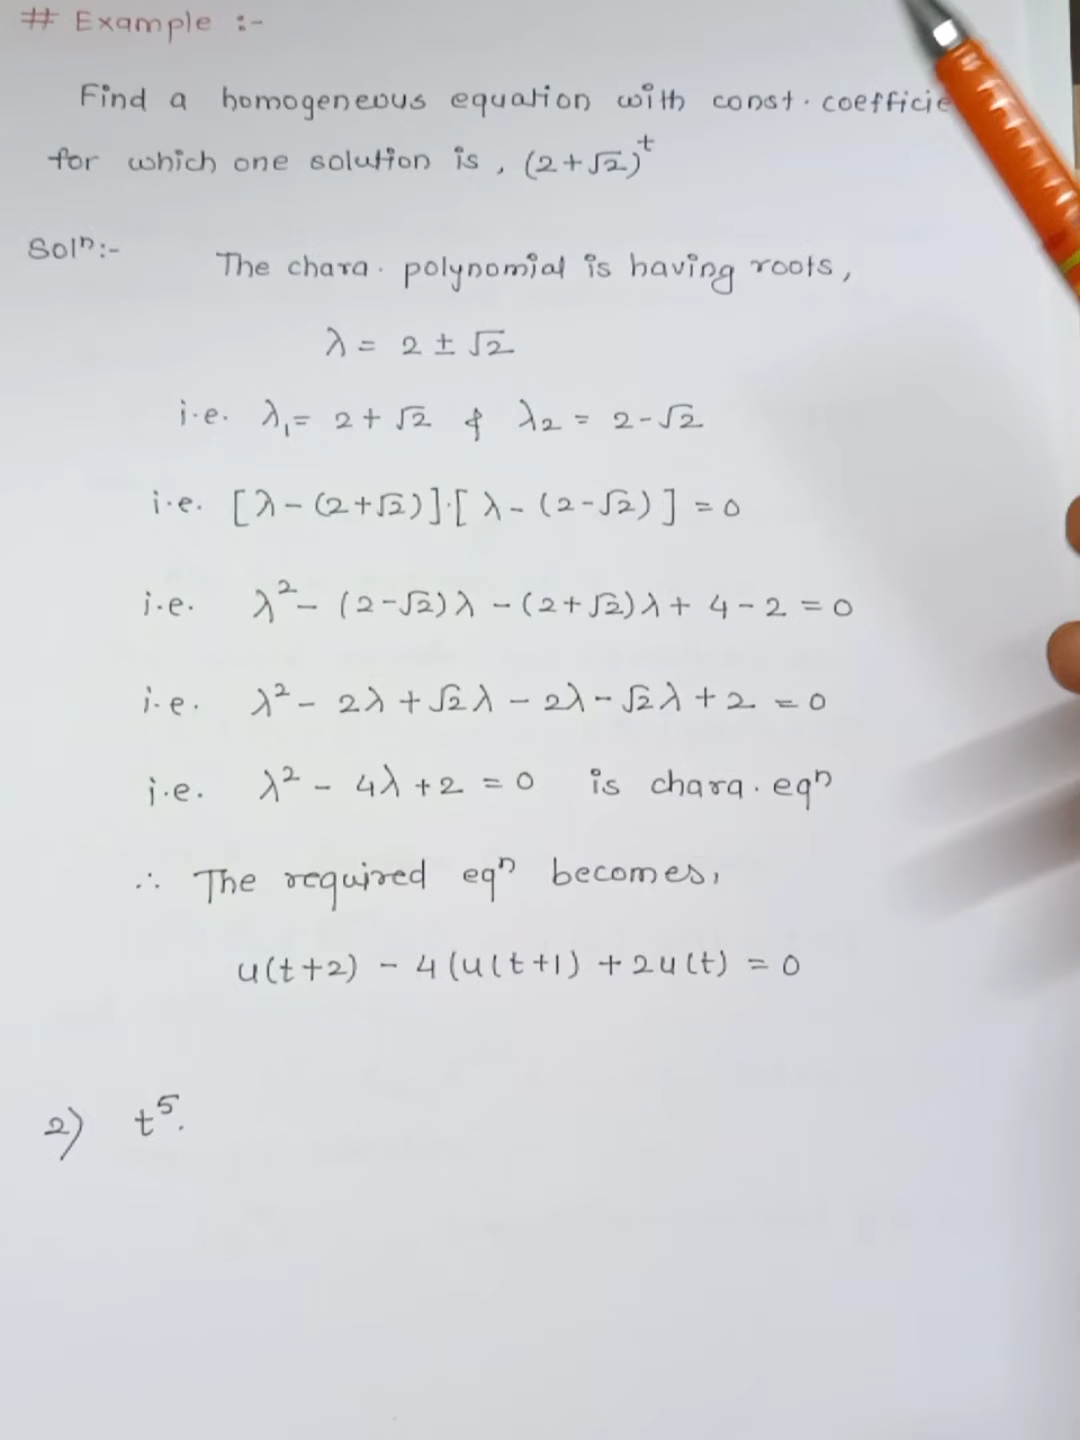 # Example :-
Find a homogeneous equation with const. coefficie
for which one solution is, (2+√2)^t
Solⁿ:- The chara. polynomial is having roots,
λ = 2 ± √2
i.e. λ₁ = 2 + √2 & λ₂ = 2 - √2
i.e. [λ - (2+√2)]·[λ - (2-√2)] = 0
i.e. λ² - (2-√2)λ - (2+√2)λ + 4 - 2 = 0
i.e. λ² - 2λ + √2λ - 2λ - √2λ + 2 = 0
i.e. λ² - 4λ + 2 = 0 is chara. eqⁿ
∴ The required eqⁿ becomes,
u(t+2) - 4(u(t+1) + 2u(t) = 0
2) t⁵.